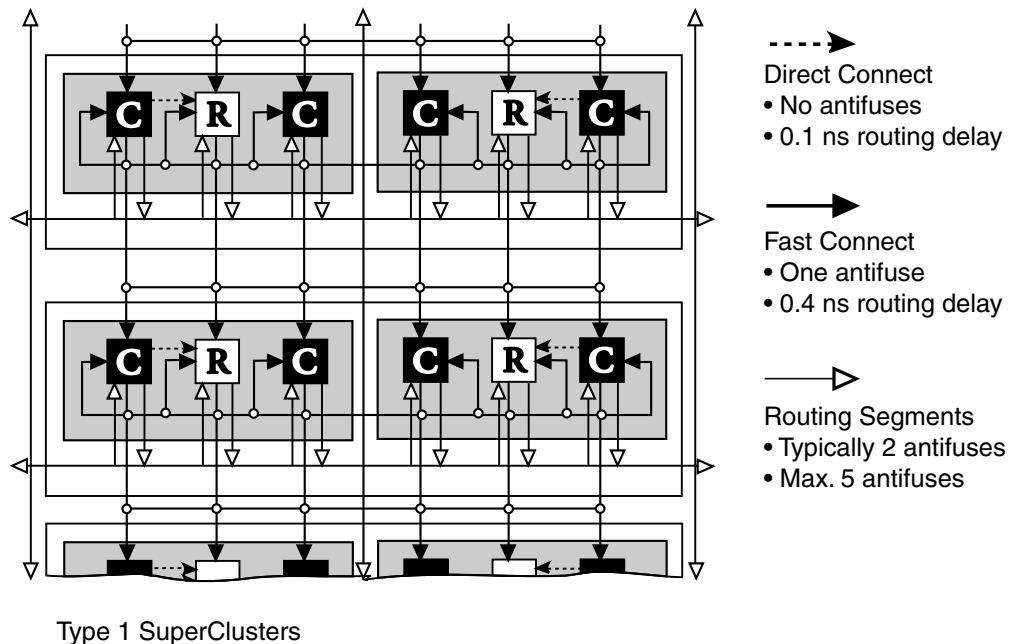 C R C C R C
Direct Connect
• No antifuses
• 0.1 ns routing delay
Fast Connect
• One antifuse
• 0.4 ns routing delay
C R C C R C
Routing Segments
• Typically 2 antifuses
• Max. 5 antifuses
Type 1 SuperClusters